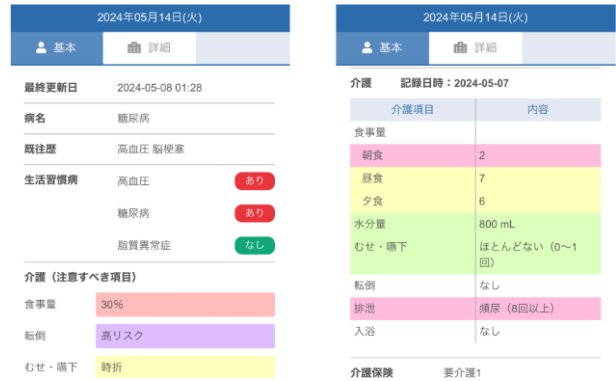 2024年05月14日(火)
基本
詳細
最終更新日 2024-05-08 01:28
病名 糖尿病
既往歴 高血圧 脳梗塞
生活習慣病 高血圧 あり
糖尿病 あり
脂質異常症 なし
介護（注意すべき項目）
食事量 30%
転倒 高リスク
むせ・嚥下 時折
2024年05月14日(火)
基本
詳細
介護 記録日時：2024-05-07
介護項目 内容
食事量
朝食 2
昼食 7
夕食 6
水分量 800 mL
むせ・嚥下 ほとんどない（0〜1
回）
転倒 なし
排泄 頻尿（8回以上）
入浴 なし
介護保険 要介護1